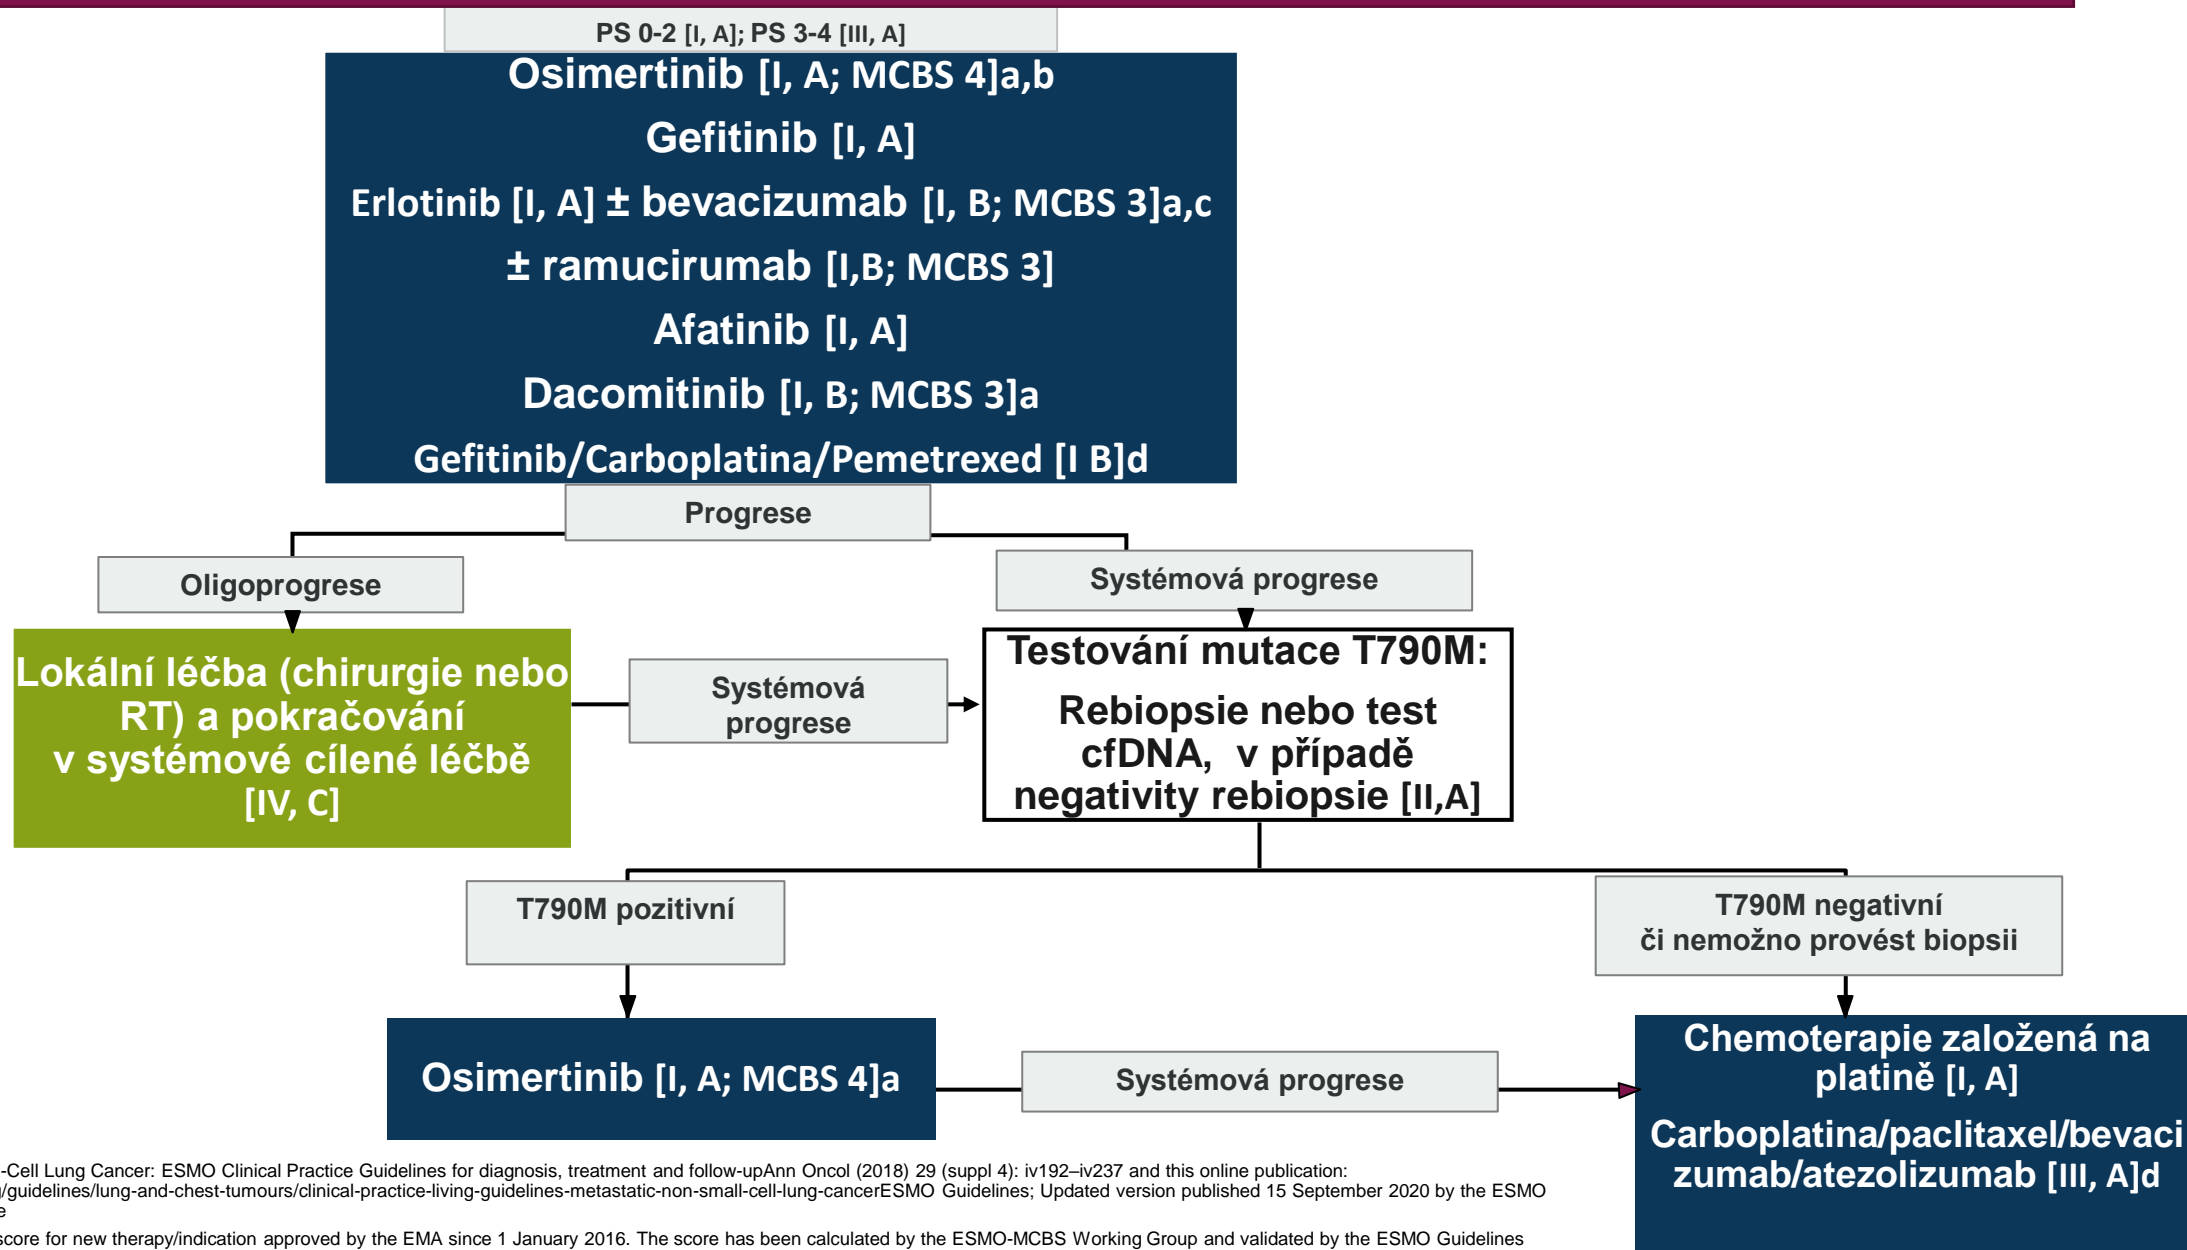 PS 0-2 [I, A]; PS 3-4 [III, A]
Osimertinib [I, A; MCBS 4]a,b
Gefitinib [I, A]
Erlotinib [I, A] ± bevacizumab [I, B; MCBS 3]a,c
± ramucirumab [I,B; MCBS 3]
Afatinib [I, A]
Dacomitinib [I, B; MCBS 3]a
Gefitinib/Carboplatina/Pemetrexed [I B]d
Progrese
Oligoprogrese
Systémová progrese
Lokální léčba (chirurgie nebo
RT) a pokračování
v systémové cílené léčbě
[IV, C]
Systémová
progrese
Testování mutace T790M:
Rebiopsie nebo test
cfDNA, v případě
negativity rebiopsie [II,A]
T790M pozitivní
T790M negativní
či nemožno provést biopsii
Osimertinib [I, A; MCBS 4]a
Systémová progrese
Chemoterapie založená na
platině [I, A]
Carboplatina/paclitaxel/bevaci
zumab/atezolizumab [III, A]d
-Cell Lung Cancer: ESMO Clinical Practice Guidelines for diagnosis, treatment and follow-upAnn Oncol (2018) 29 (suppl 4): iv192–iv237 and this online publication:
g/guidelines/lung-and-chest-tumours/clinical-practice-living-guidelines-metastatic-non-small-cell-lung-cancerESMO Guidelines; Updated version published 15 September 2020 by the ESMO
e
score for new therapy/indication approved by the EMA since 1 January 2016. The score has been calculated by the ESMO-MCBS Working Group and validated by the ESMO Guidelines